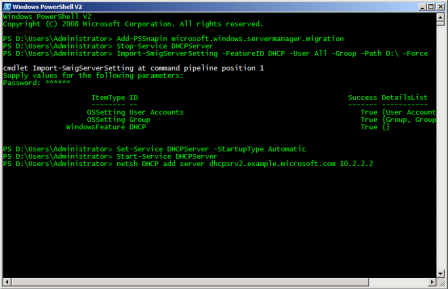 Windows PowerShell V2
Windows PowerShell V2
Copyright (C) 2008 Microsoft Corporation. All rights reserved.
PS D:\Users\Administrator> Add-PSSnapin microsoft.windows.servermanager.migration
PS D:\Users\Administrator> Stop-Service DHCPServer
PS D:\Users\Administrator> Import-SmigServerSetting -FeatureID DHCP -User All -Group -Path D:\ -Force
cmdlet Import-SmigServerSetting at command pipeline position 1
Supply values for the following parameters:
Password: ******
ItemType ID Success DetailsList
-------- -- ------- -----------
OSSetting User Accounts True {User Account
OSSetting Group True {Group, Group
WindowsFeature DHCP True {}
PS D:\Users\Administrator> Set-Service DHCPServer -StartupType Automatic
PS D:\Users\Administrator> Start-Service DHCPServer
PS D:\Users\Administrator> netsh DHCP add server dhcpsrv2.example.microsoft.com 10.2.2.2